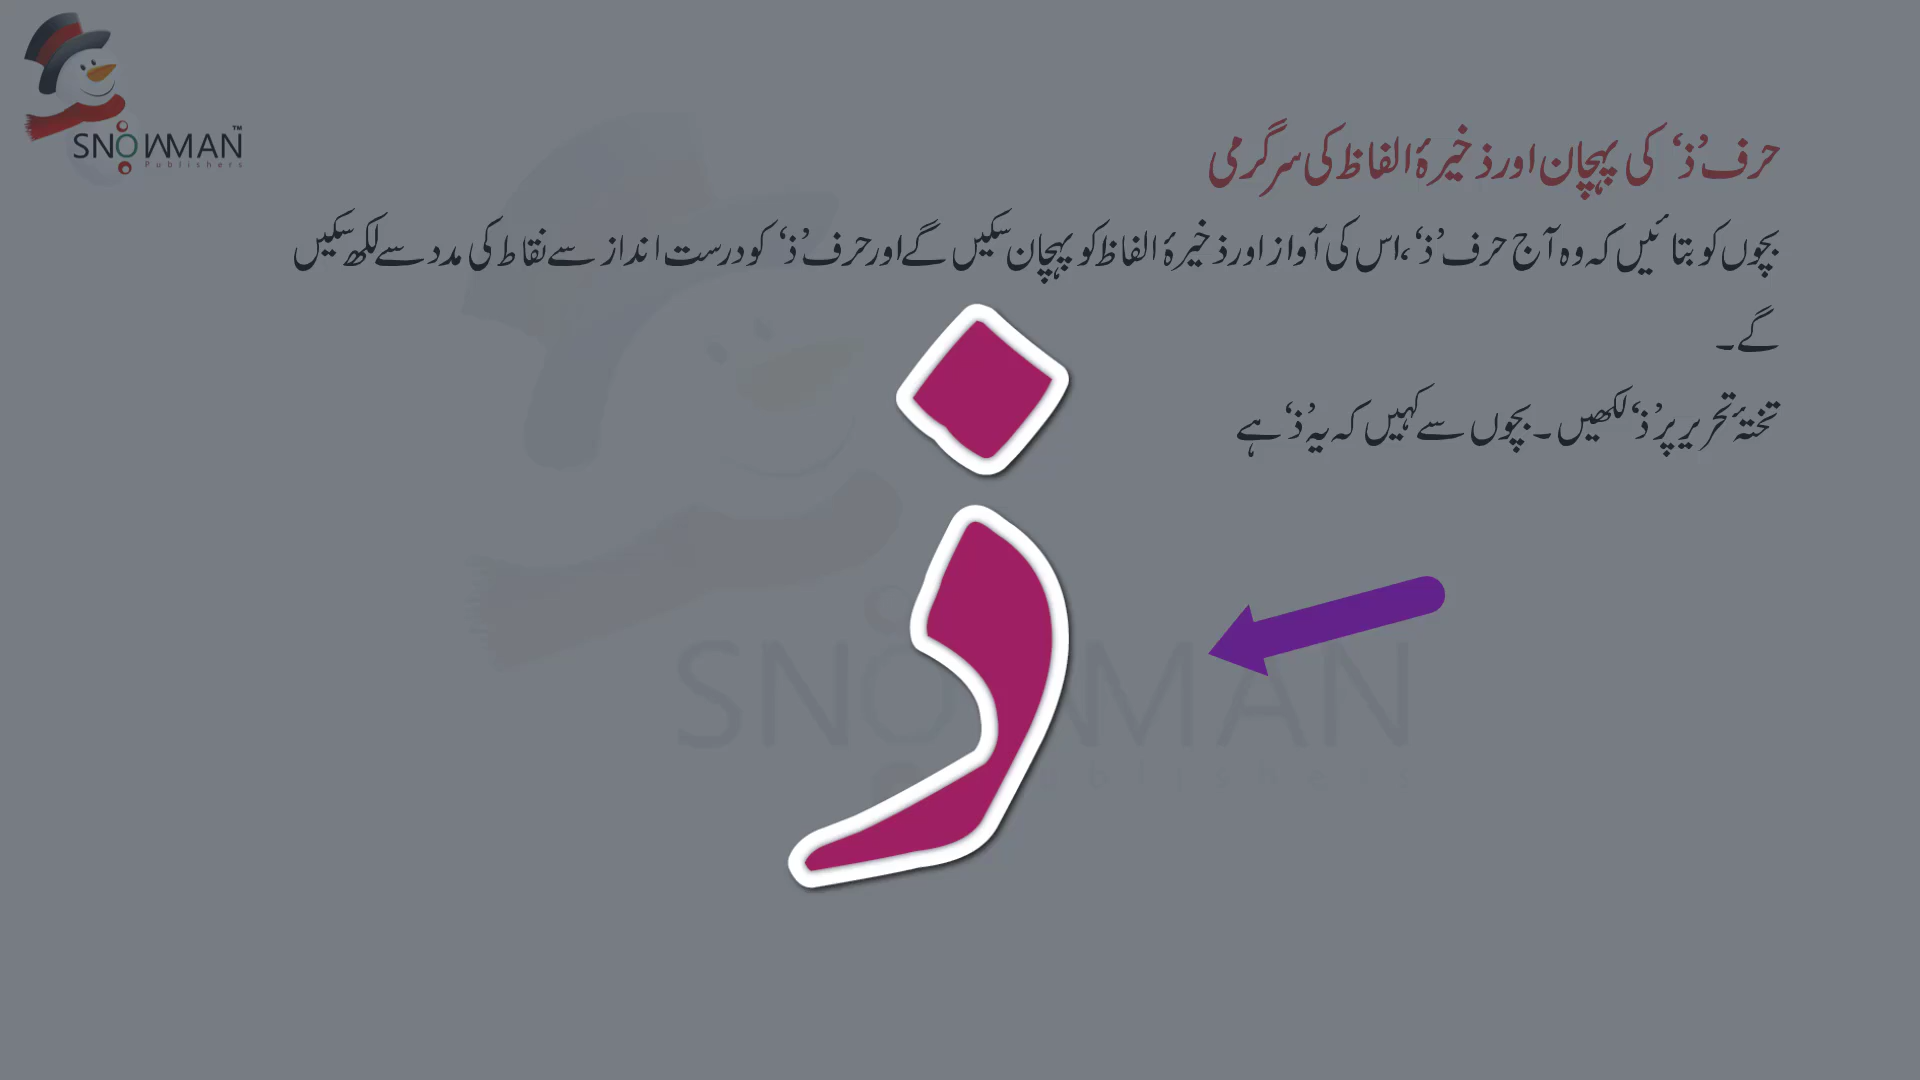 SNOWMAN™
Publishers
حرف ’ذ‘ کی پہچان اور ذخیرۂ الفاظ کی سرگرمی
بچوں کو بتائیں کہ وہ آج حرف ’ذ‘، اس کی آواز اور ذخیرۂ الفاظ کو پہچان سکیں گے اور حرف ’ذ‘ کو درست انداز سے نقاط کی مدد سے لکھ سکیں
گے۔
تختۂ تحریر پر ’ذ‘ لکھیں۔ بچوں سے کہیں کہ یہ ’ذ‘ ہے
ذ
SNOWMAN
Publishers